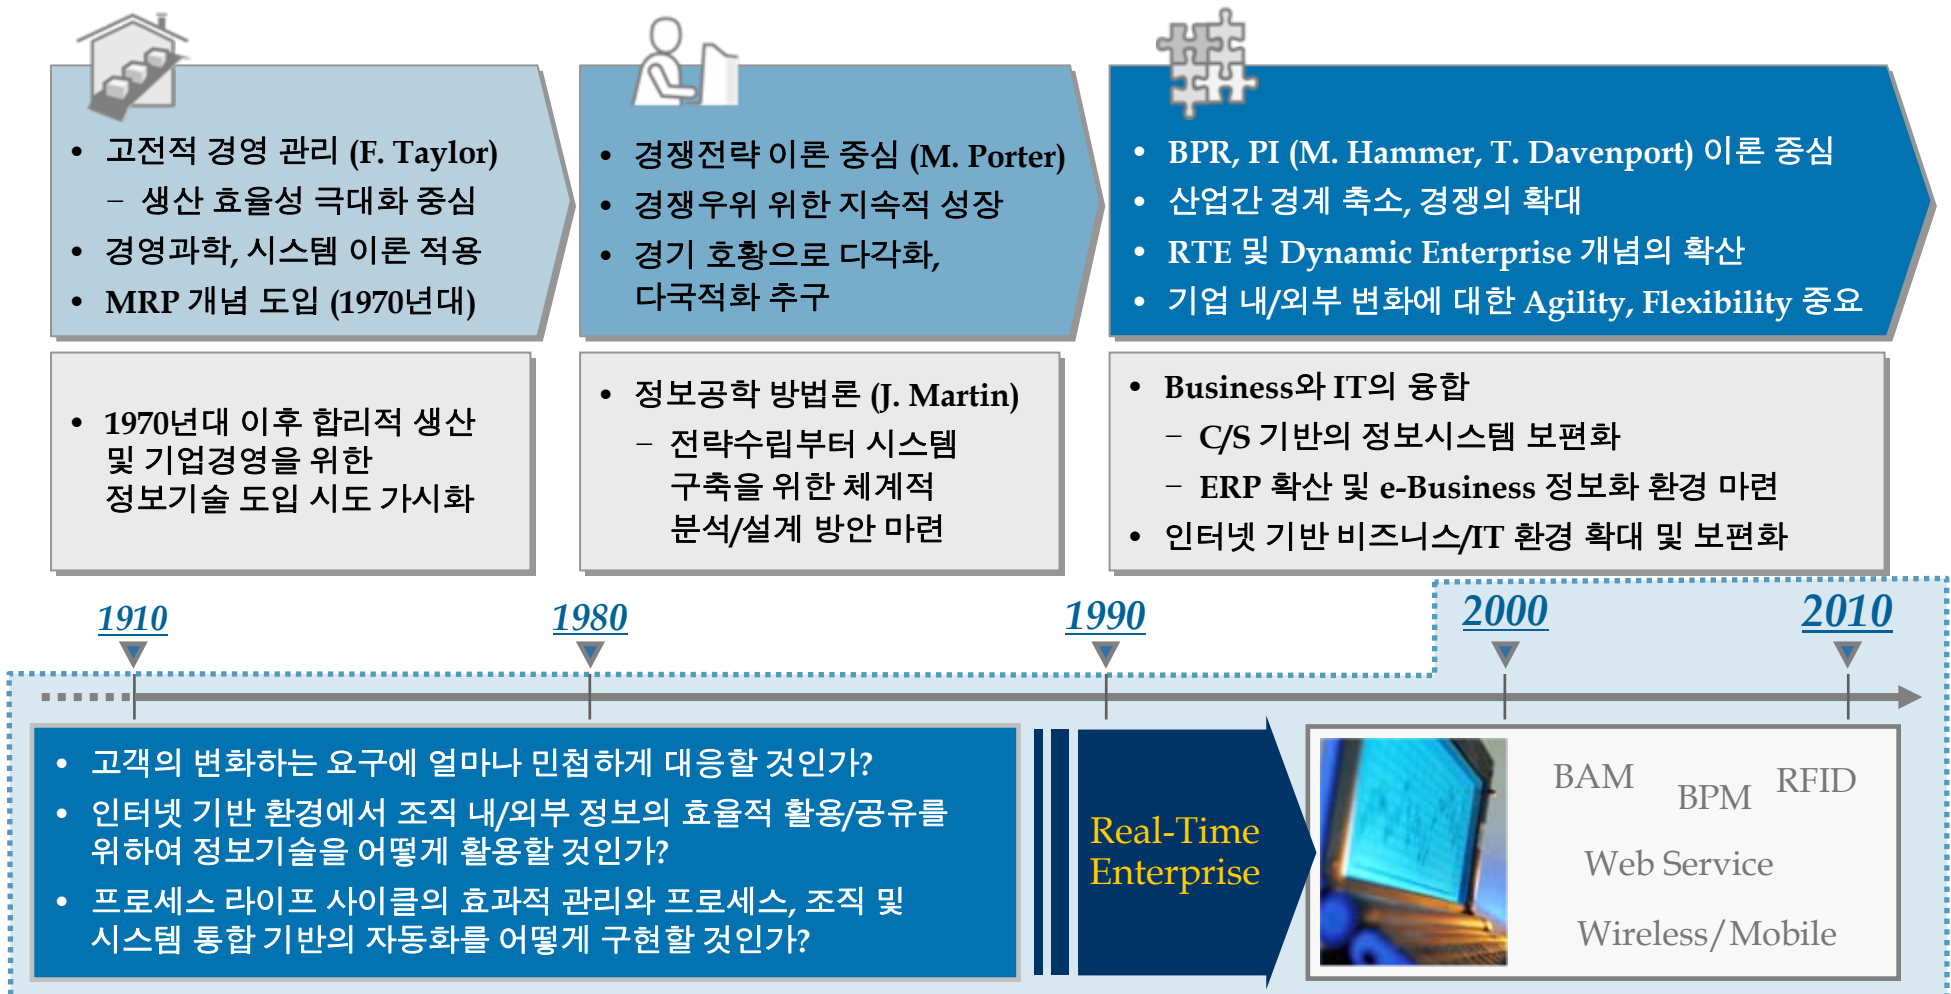 • 고전적 경영 관리 (F. Taylor)
– 생산 효율성 극대화 중심
• 경영과학, 시스템 이론 적용
• MRP 개념 도입 (1970년대)
• 경쟁전략 이론 중심 (M. Porter)
• 경쟁우위 위한 지속적 성장
• 경기 호황으로 다각화,
다국적화 추구
• BPR, PI (M. Hammer, T. Davenport) 이론 중심
• 산업간 경계 축소, 경쟁의 확대
• RTE 및 Dynamic Enterprise 개념의 확산
• 기업 내/외부 변화에 대한 Agility, Flexibility 중요
• 1970년대 이후 합리적 생산
및 기업경영을 위한
정보기술 도입 시도 가시화
• 정보공학 방법론 (J. Martin)
– 전략수립부터 시스템
구축을 위한 체계적
분석/설계 방안 마련
• Business와 IT의 융합
– C/S 기반의 정보시스템 보편화
– ERP 확산 및 e-Business 정보화 환경 마련
• 인터넷 기반 비즈니스/IT 환경 확대 및 보편화
1910
1980
1990
2000
2010
• 고객의 변화하는 요구에 얼마나 민첩하게 대응할 것인가?
• 인터넷 기반 환경에서 조직 내/외부 정보의 효율적 활용/공유를
위하여 정보기술을 어떻게 활용할 것인가?
• 프로세스 라이프 사이클의 효과적 관리와 프로세스, 조직 및
시스템 통합 기반의 자동화를 어떻게 구현할 것인가?
Real-Time
Enterprise
BAM
BPM
RFID
Web Service
Wireless/Mobile